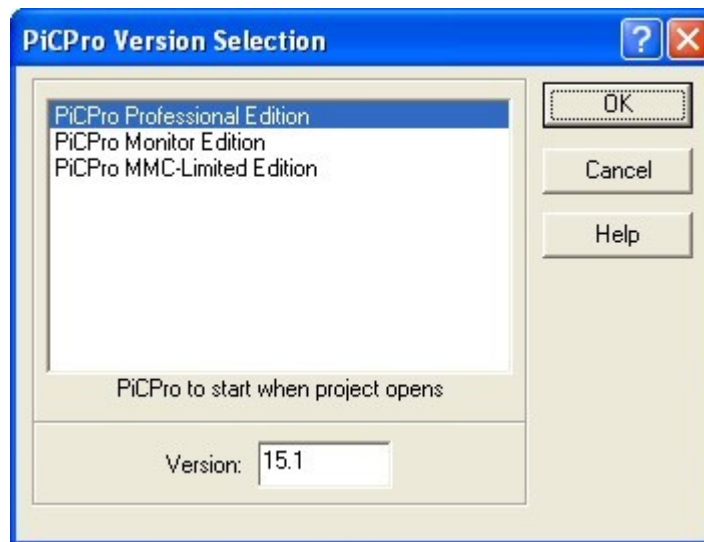 PiCPro Version Selection
PiCPro Professional Edition
PiCPro Monitor Edition
PiCPro MMC-Limited Edition
PiCPro to start when project opens
Version: 15.1
OK
Cancel
Help